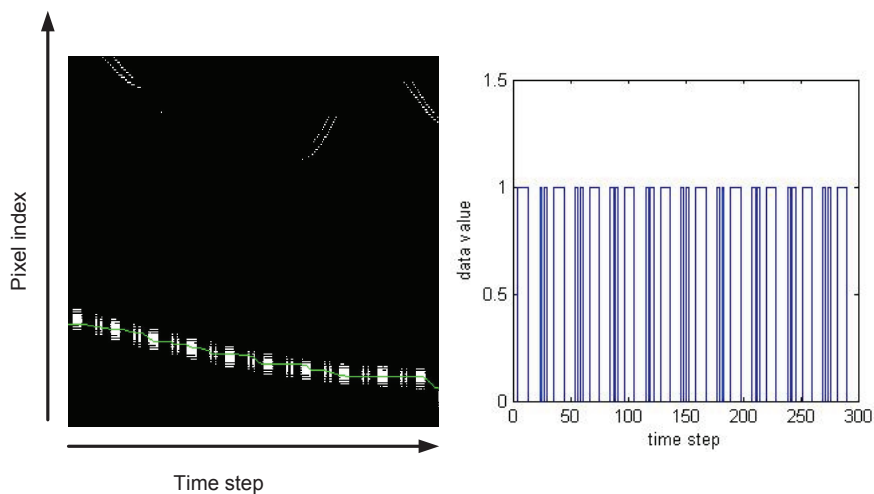 Pixel index
Time step
1.5
1
0.5
0
data value
0 50 100 150 200 250 300
time step